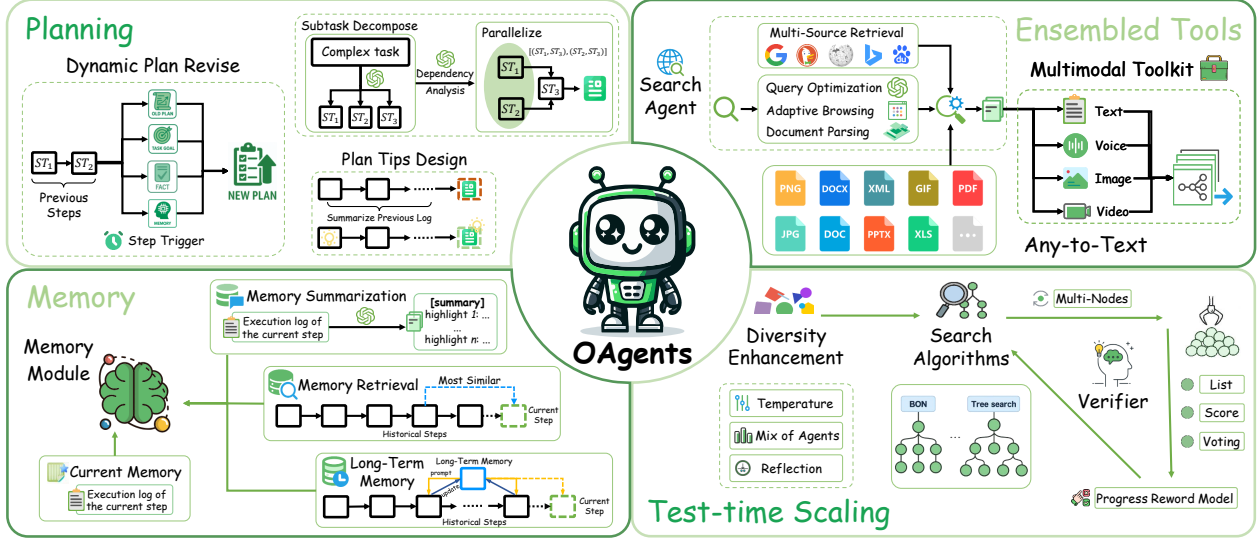 Planning
Dynamic Plan Revise
ST₁
ST₂
Previous
Steps
OLD PLAN
TASK GOAL
FACT
MEMORY
NEW PLAN
Step Trigger
Subtask Decompose
Complex task
ST₁ ST₂ ST₃
Dependency
Analysis
Parallelize
[(ST₁, ST₃), (ST₂, ST₃)]
ST₁
ST₂
ST₃
Plan Tips Design
Summarize Previous Log
Ensembled Tools
Search
Agent
Multi-Source Retrieval
du
Query Optimization
Adaptive Browsing
Document Parsing
PNG DOCX XML GIF PDF
JPG DOC PPTX XLS ...
Multimodal Toolkit
Text
Voice
Image
Video
Any-to-Text
OAgents
Memory
Memory
Module
Current Memory
Execution log of
the current step
Memory Summarization
Execution log of
the current step
[summary]
highlight 1: ...
...
highlight n: ...
Memory Retrieval
Most Similar
Current
Step
Historical Steps
Long-Term
Memory
Long-Term Memory
prompt
update
Current
Step
Historical Steps
Diversity
Enhancement
Temperature
Mix of Agents
Reflection
Search
Algorithms
BON
Tree search
...
Multi-Nodes
Verifier
List
Score
Voting
Progress Reword Model
Test-time Scaling